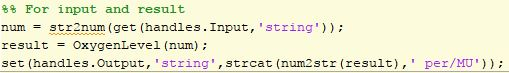 %% For input and result
num = str2num(get(handles.Input,'string'));
result = OxygenLevel(num);
set(handles.Output,'string',strcat(num2str(result),' per/MU'));